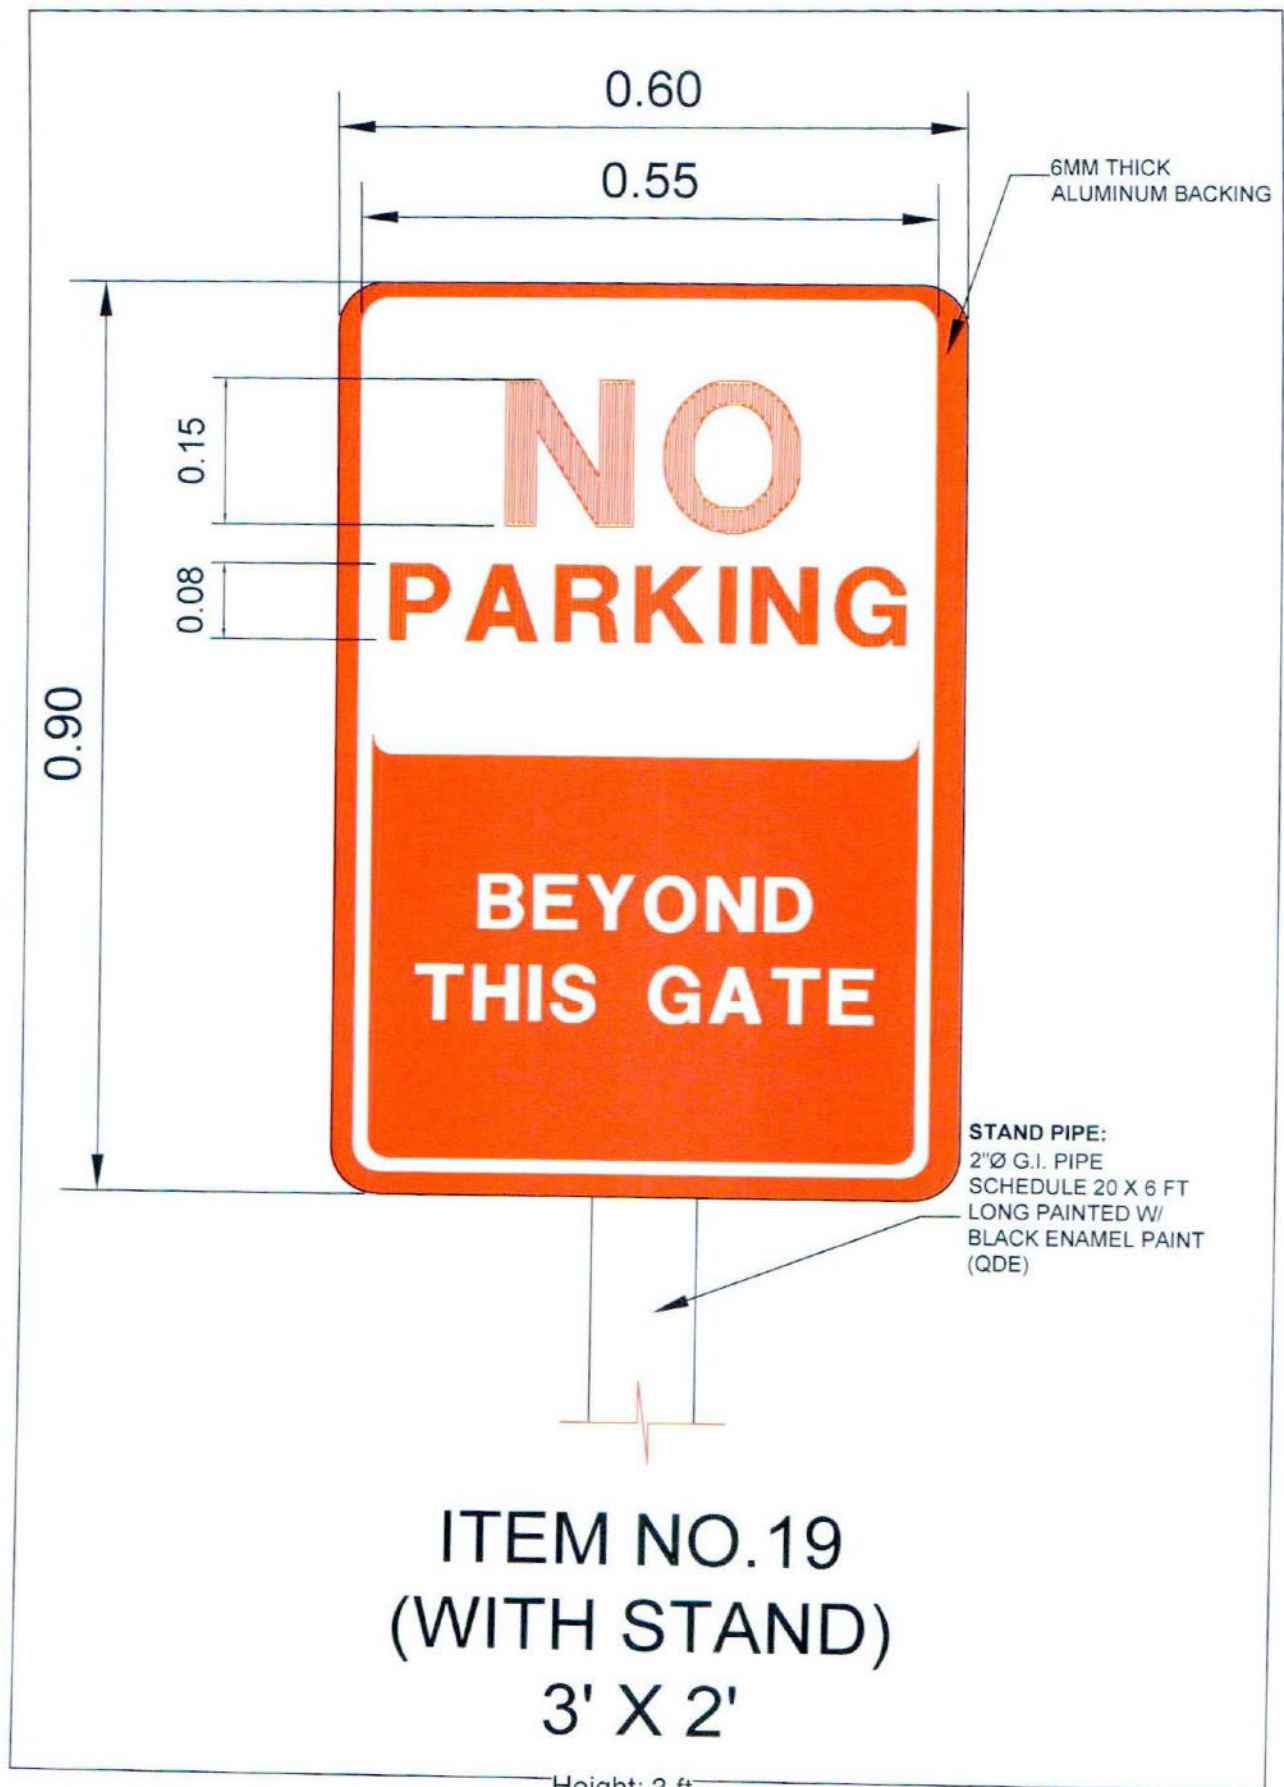 0.60
0.55
6MM THICK
ALUMINUM BACKING
0.15
0.08
0.90
NO
PARKING
BEYOND
THIS GATE
STAND PIPE:
2"Ø G.I. PIPE
SCHEDULE 20 X 6 FT
LONG PAINTED W/
BLACK ENAMEL PAINT
(QDE)
ITEM NO.19
(WITH STAND)
3' X 2'
Height: ft